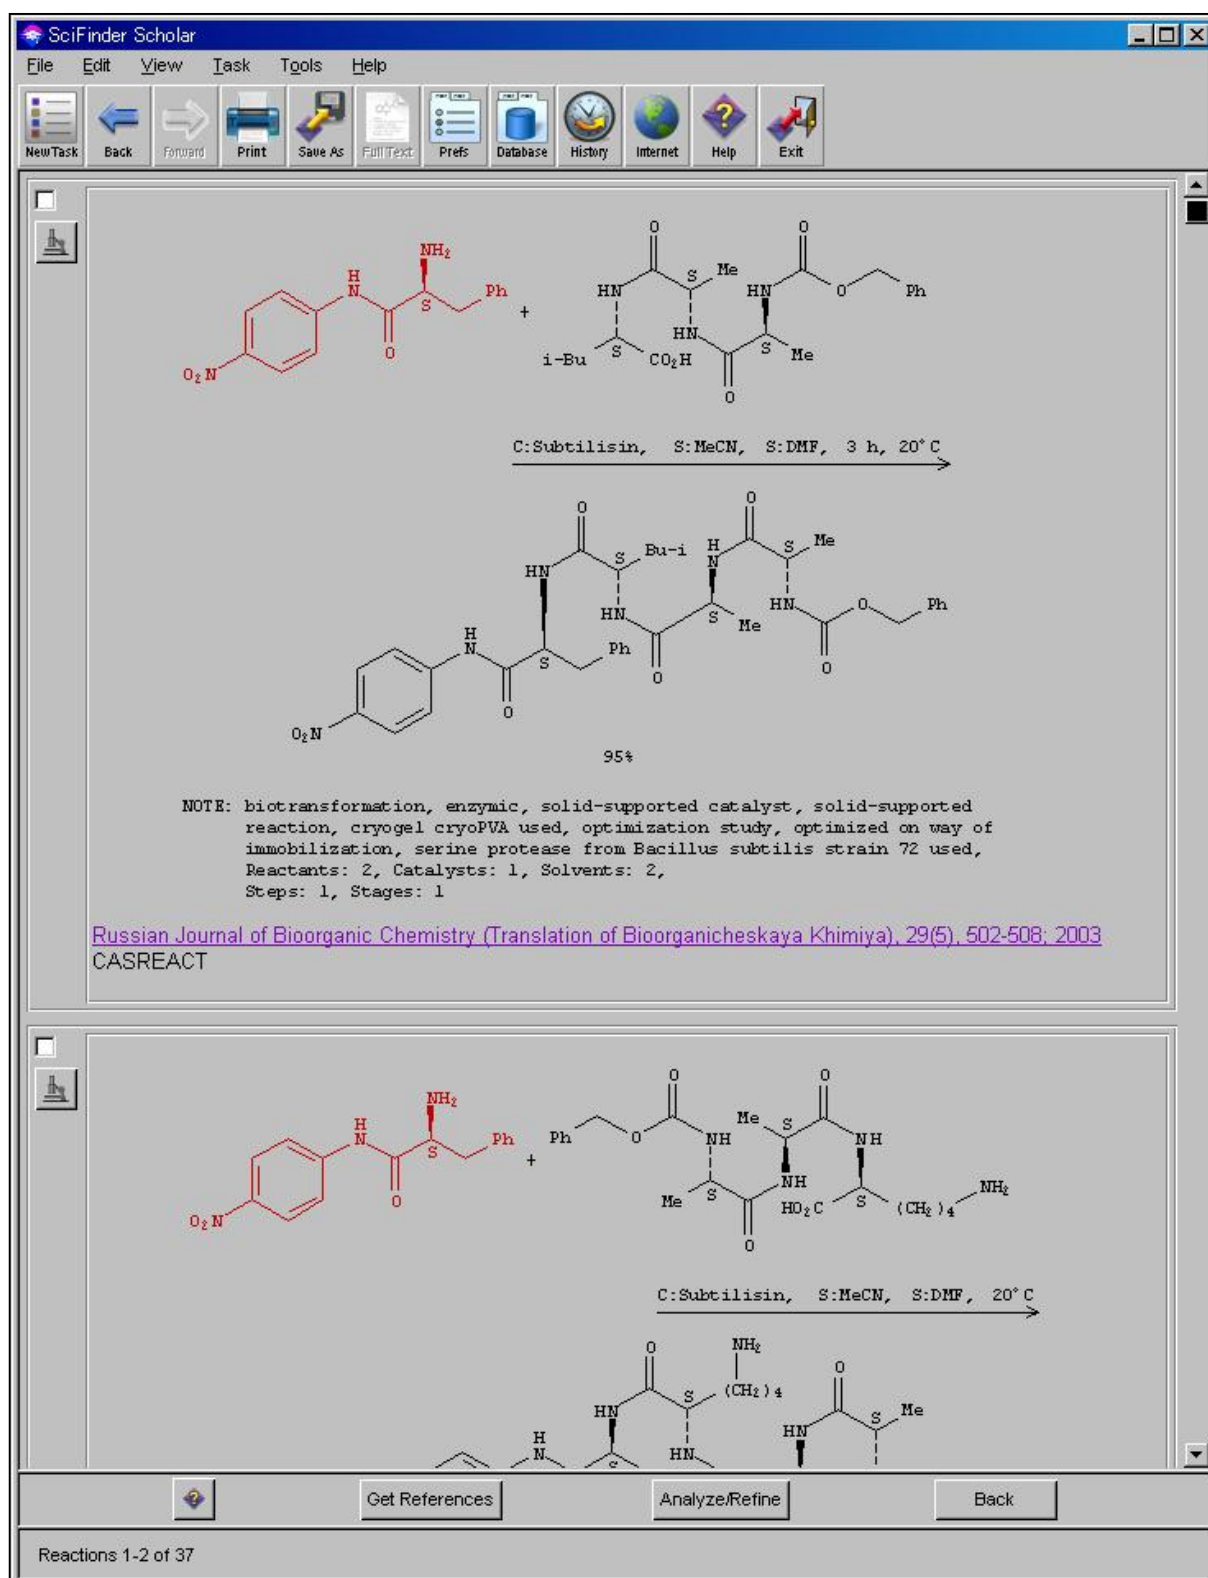 SciFinder Scholar
File Edit View Task Tools Help
New Task Back Forward Print Save As Full Text Prefs Database History Internet Help Exit
O O
NH₂ S Me
H HN HN O Ph
N Ph
S + HN
O i-Bu S CO₂H S Me
O₂N O
C:Subtilisin, S:MeCN, S:DMF, 3 h, 20°C
O O
S Bu-i H S Me
HN N
HN HN O Ph
H S Me
N Ph O
S O
O
O₂N
95%
NOTE: biotransformation, enzymic, solid-supported catalyst, solid-supported
reaction, cryogel cryoPVA used, optimization study, optimized on way of
immobilization, serine protease from Bacillus subtilis strain 72 used,
Reactants: 2, Catalysts: 1, Solvents: 2,
Steps: 1, Stages: 1
Russian Journal of Bioorganic Chemistry (Translation of Bioorganicheskaya Khimiya), 29(5), 502-508; 2003
CASREACT
O O
NH₂ Me S
H Ph O NH NH
N Ph
S + NH NH₂
O Me S HO₂C S (CH₂)₄
O₂N O
C:Subtilisin, S:MeCN, S:DMF, 20°C
O NH₂ O
S (CH₂)₄ S Me
HN HN
H HN
N S
Get References Analyze/Refine Back
Reactions 1-2 of 37